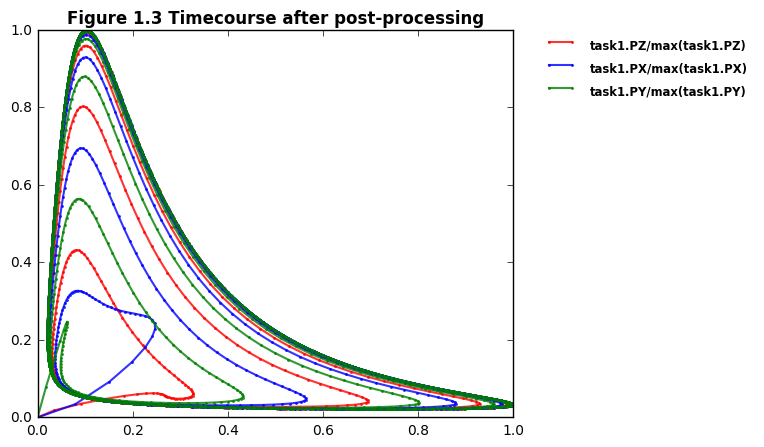 Figure 1.3 Timecourse after post-processing
1.0
0.8
0.6
0.4
0.2
0.0
0.0 0.2 0.4 0.6 0.8 1.0
task1.PZ/max(task1.PZ)
task1.PX/max(task1.PX)
task1.PY/max(task1.PY)